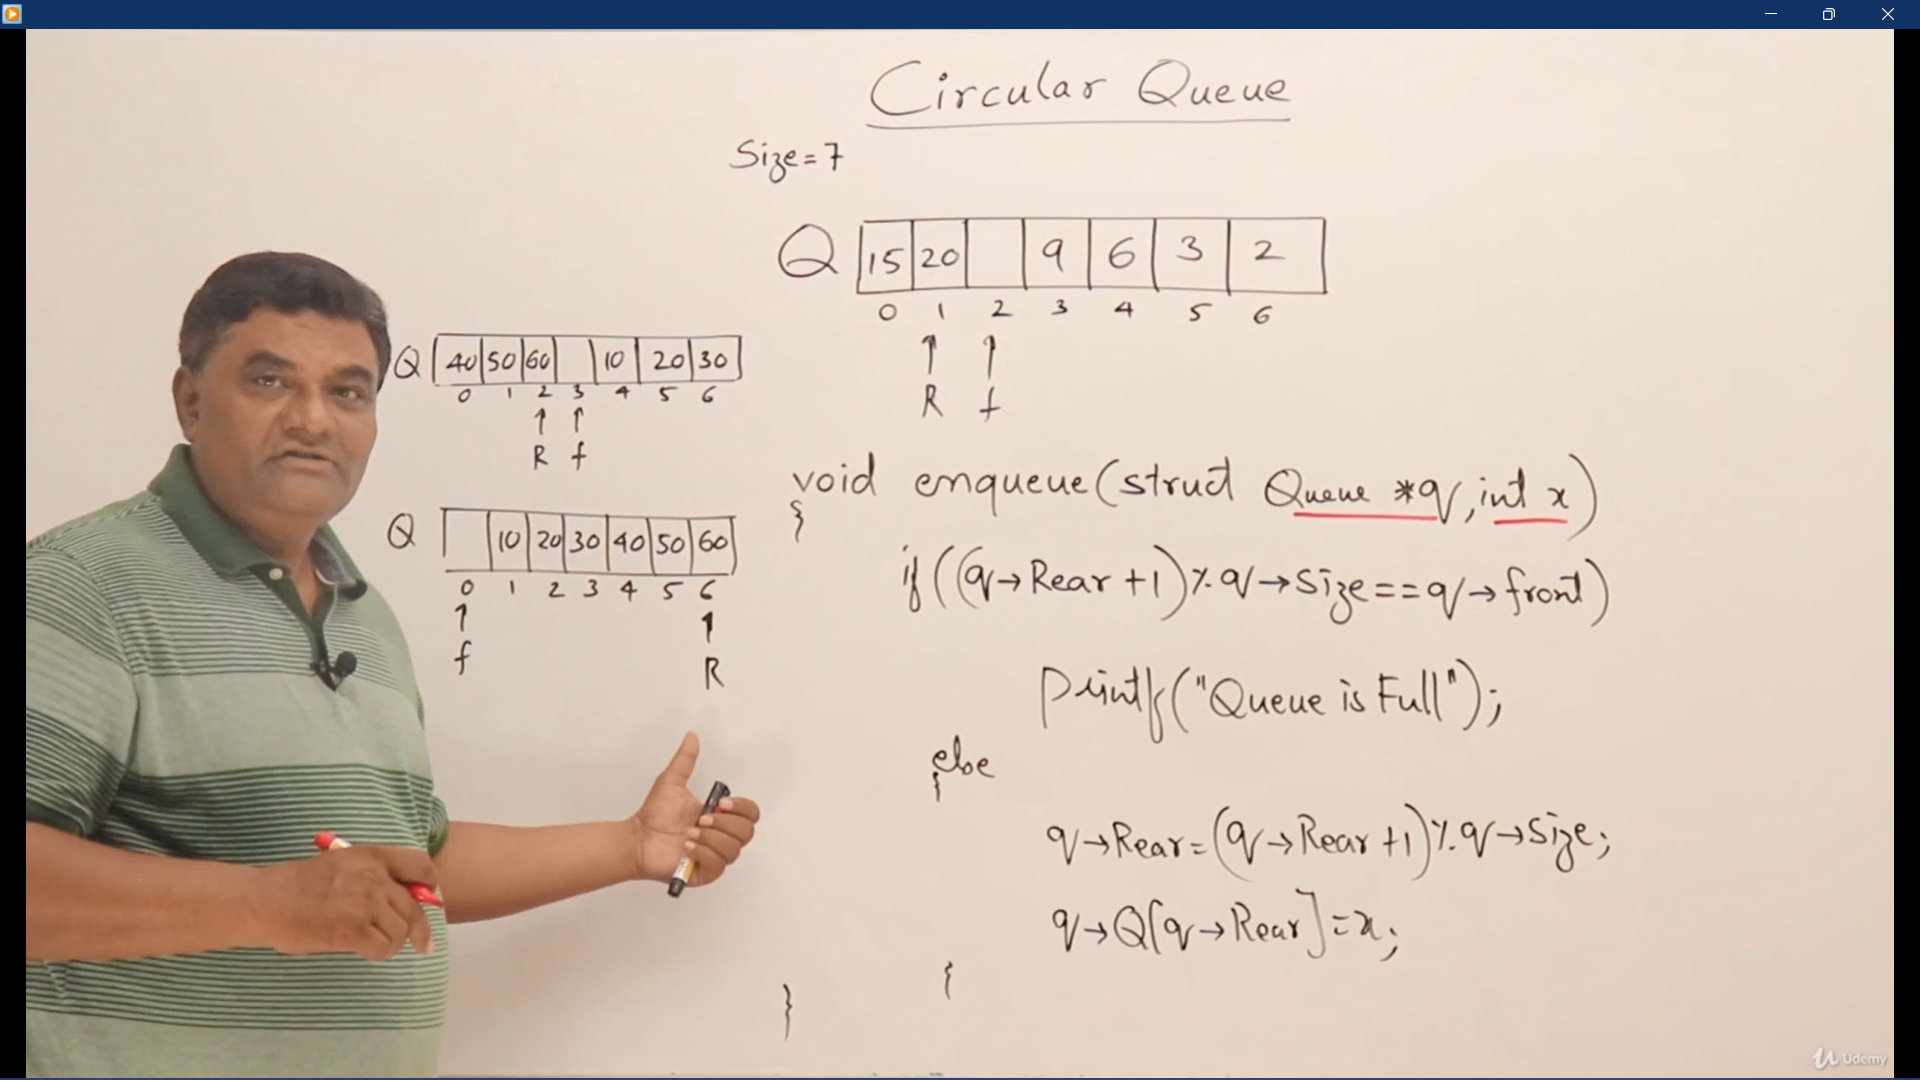 Circular Queue
Size=7
Q 15 20 9 6 3 2
0 1 2 3 4 5 6
R f
Q 40 50 60 10 20 30
0 1 2 3 4 5 6
R f
Q 10 20 30 40 50 60
0 1 2 3 4 5 6
f R
void enqueue(struct Queue *q, int x)
{
if((q→Rear+1)%q→Size==q→front)
printf("Queue is Full");
else
{
q→Rear=(q→Rear+1)%q→Size;
q→Q[q→Rear]=x;
}
}
Udemy